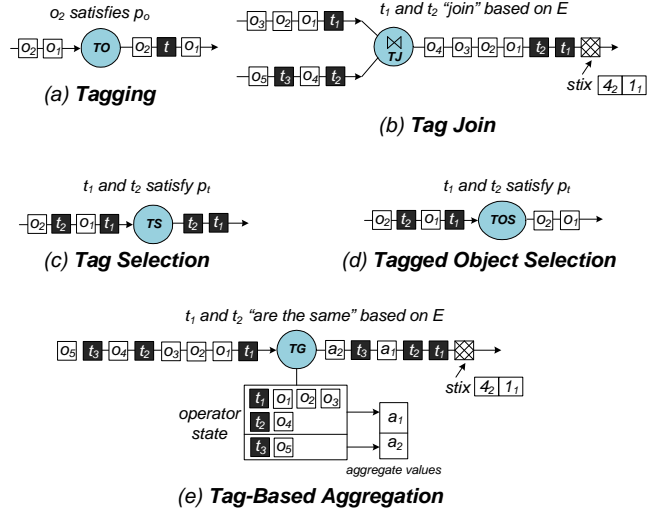 o₂ satisfies pₒ
o₂ o₁ TO o₂ t o₁
(a) Tagging
t₁ and t₂ "join" based on E
o₃ o₂ o₁ t₁
o₅ t₃ o₄ t₂
⋈
TJ
o₄ o₃ o₂ o₁ t₂ t₁
stix 4₂ 1₁
(b) Tag Join
t₁ and t₂ satisfy pₜ
o₂ t₂ o₁ t₁ TS t₂ t₁
(c) Tag Selection
t₁ and t₂ satisfy pₜ
o₂ t₂ o₁ t₁ TOS o₂ o₁
(d) Tagged Object Selection
t₁ and t₂ "are the same" based on E
o₅ t₃ o₄ t₂ o₃ o₂ o₁ t₁ TG a₂ t₃ a₁ t₂ t₁
stix 4₂ 1₁
operator
state
t₁ o₁ o₂ o₃
t₂ o₄
t₃ o₅
a₁
a₂
aggregate values
(e) Tag-Based Aggregation